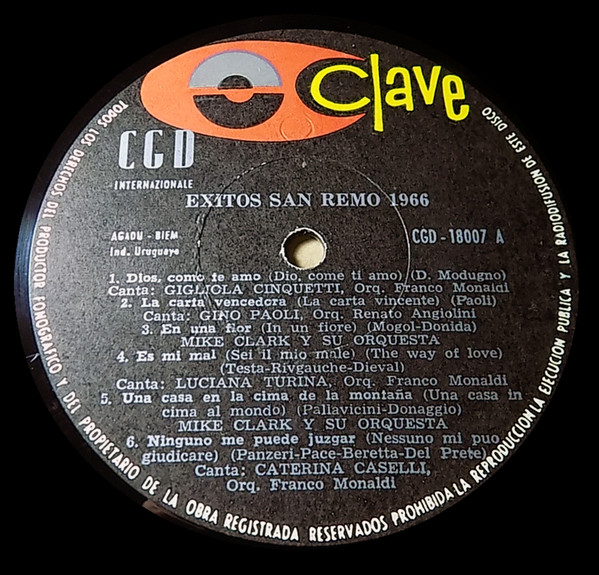 Clave
CGD
INTERNAZIONALE
EXITOS SAN REMO 1966
AGADU - BIEM
Ind. Uruguaya
CGD - 18007 A
1. Dios, como te amo (Dio, come ti amo) (D. Modugno)
Canta: GIGLIOLA CINQUETTI, Orq. Franco Monaldi
2. La carta vencedora (La carta vincente) (Paoli)
Canta: GINO PAOLI, Orq. Renato Angiolini
3. En una flor (In un fiore) (Mogol-Donida)
MIKE CLARK Y SU ORQUESTA
4. Es mi mal (Sei il mio male) (The way of love)
(Testa-Rivgauche-Dieval)
Canta: LUCIANA TURINA, Orq. Franco Monaldi
5. Una casa en la cima de la montaña (Una casa in
cima al mondo) (Pallavicini-Donaggio)
MIKE CLARK Y SU ORQUESTA
6. Ninguno me puede juzgar (Nessuno mi puo
giudicare) (Panzeri-Pace-Beretta-Del Prete)
Canta: CATERINA CASELLI,
Orq. Franco Monaldi
TODOS LOS DERECHOS DEL PRODUCTOR FONOGRAFICO Y DEL PROPIETARIO DE LA OBRA REGISTRADA RESERVADOS PROHIBIDA LA REPRODUCCION LA EJECUCION PUBLICA Y LA RADIODIFUSION DE ESTE DISCO